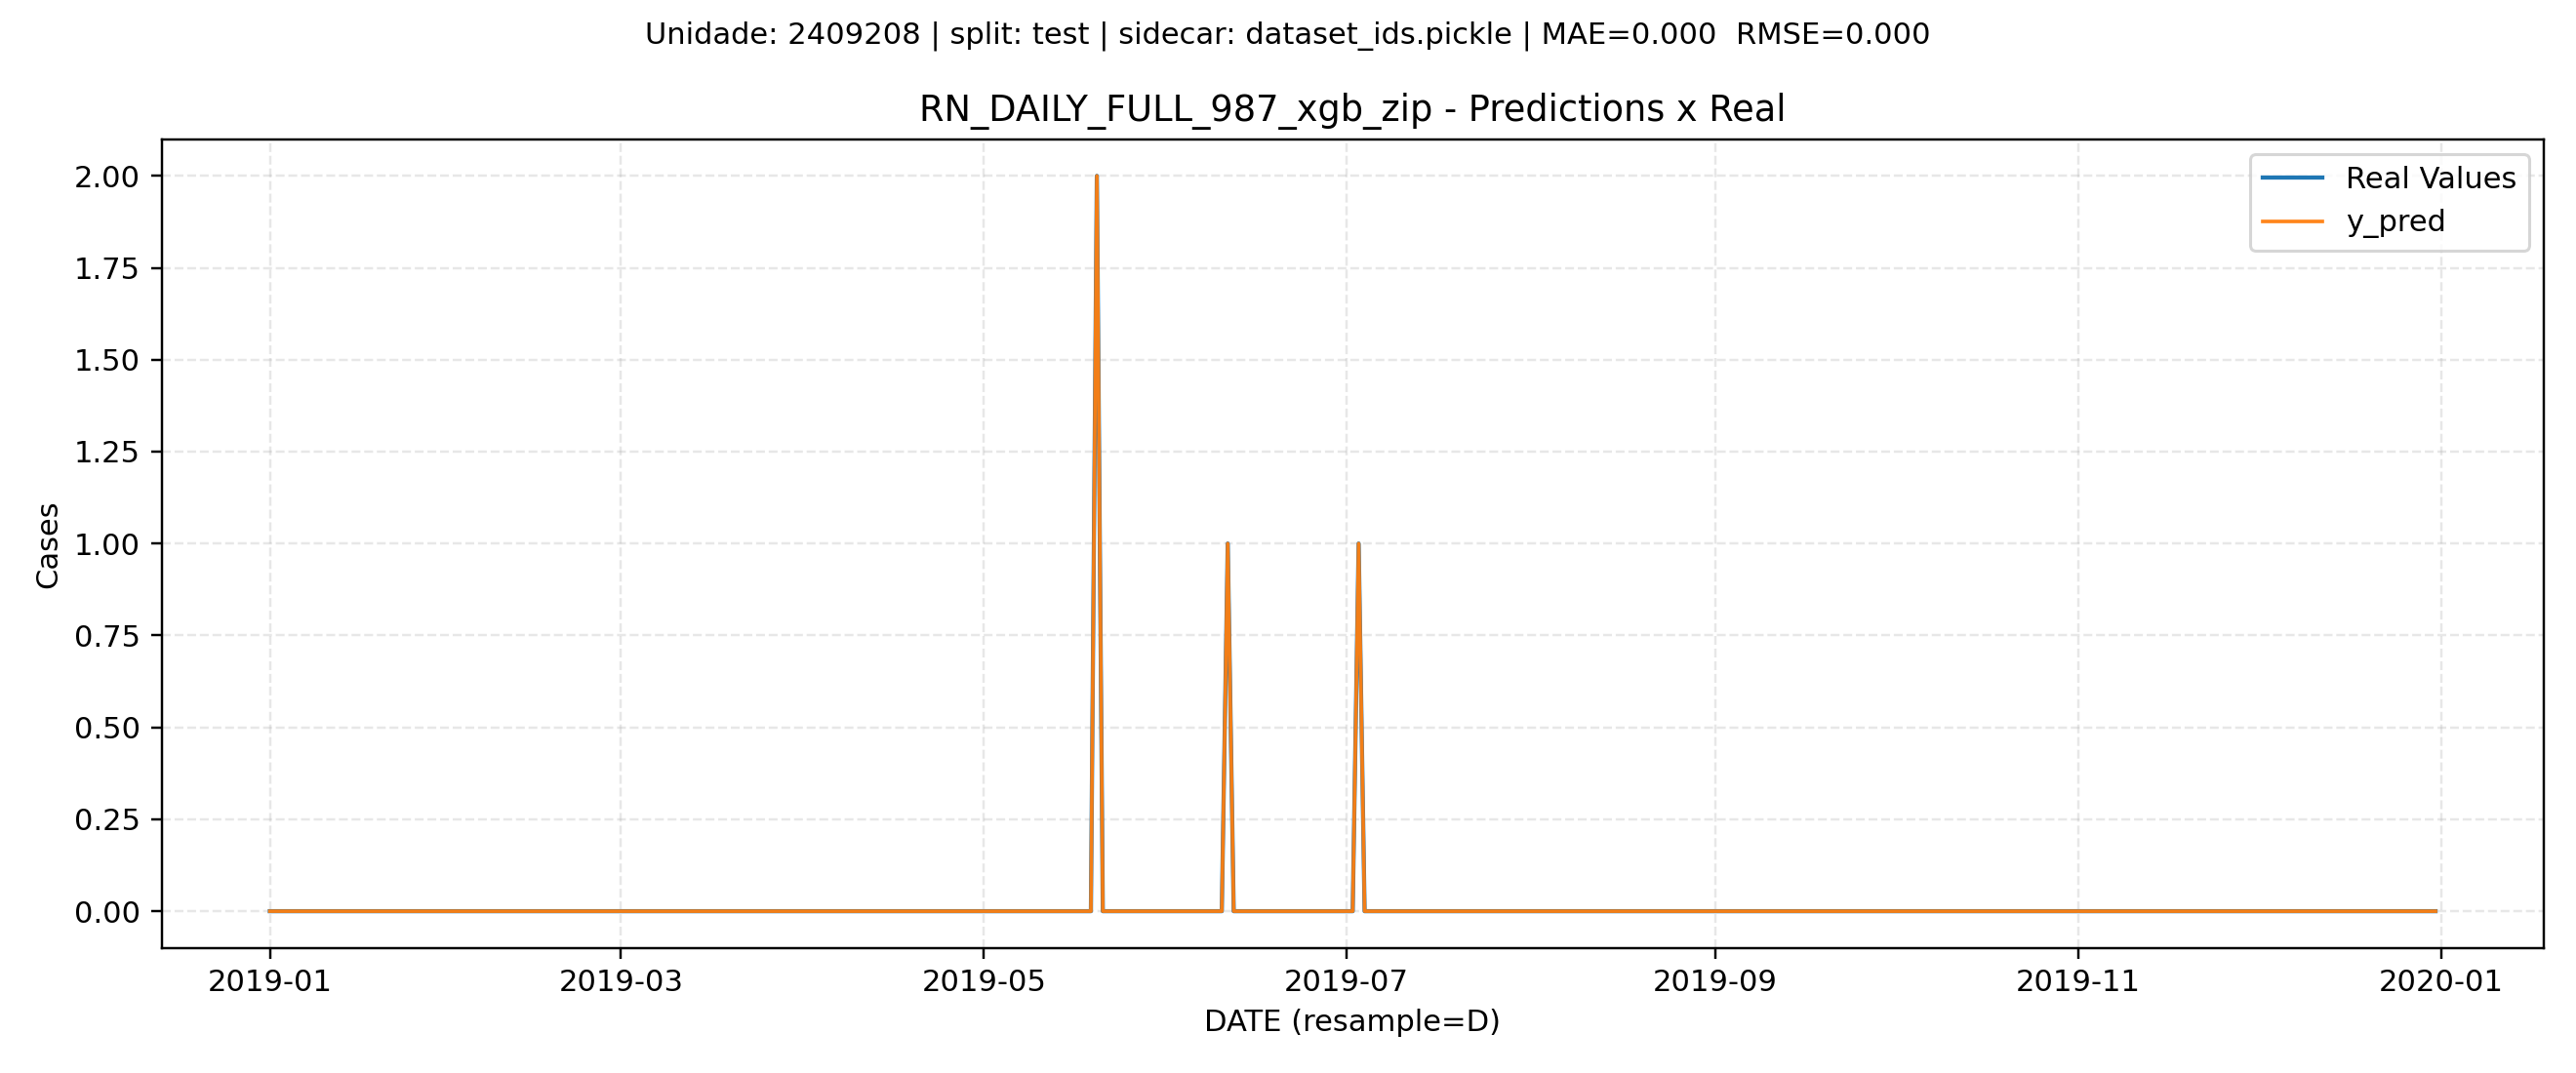 Unidade: 2409208 | split: test | sidecar: dataset_ids.pickle | MAE=0.000  RMSE=0.000
RN_DAILY_FULL_987_xgb_zip - Predictions x Real
Real Values
y_pred
2.00
1.75
1.50
1.25
1.00
0.75
0.50
0.25
0.00
Cases
2019-01
2019-03
2019-05
2019-07
2019-09
2019-11
2020-01
DATE (resample=D)